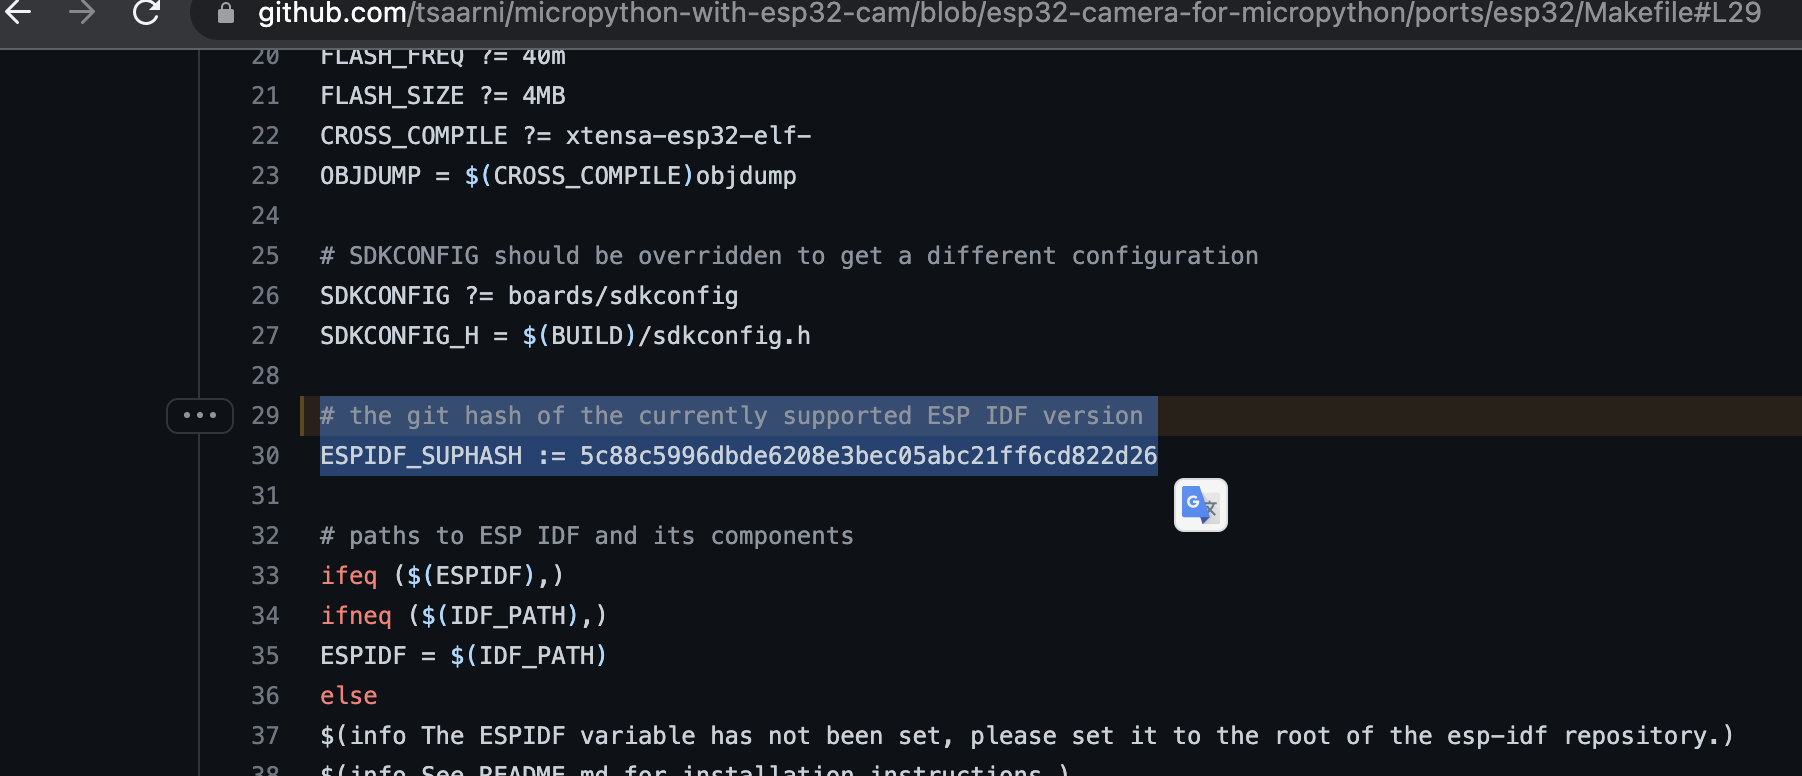 github.com/tsaarni/micropython-with-esp32-cam/blob/esp32-camera-for-micropython/ports/esp32/Makefile#L29
20 FLASH_FREQ ?= 40m
21 FLASH_SIZE ?= 4MB
22 CROSS_COMPILE ?= xtensa-esp32-elf-
23 OBJDUMP = $(CROSS_COMPILE)objdump
24
25 # SDKCONFIG should be overridden to get a different configuration
26 SDKCONFIG ?= boards/sdkconfig
27 SDKCONFIG_H = $(BUILD)/sdkconfig.h
28
29 # the git hash of the currently supported ESP IDF version
30 ESPIDF_SUPHASH := 5c88c5996dbde6208e3bec05abc21ff6cd822d26
31
32 # paths to ESP IDF and its components
33 ifeq ($(ESPIDF),)
34 ifneq ($(IDF_PATH),)
35 ESPIDF = $(IDF_PATH)
36 else
37 $(info The ESPIDF variable has not been set, please set it to the root of the esp-idf repository.)
38 $(info See README.md for installation instructions.)